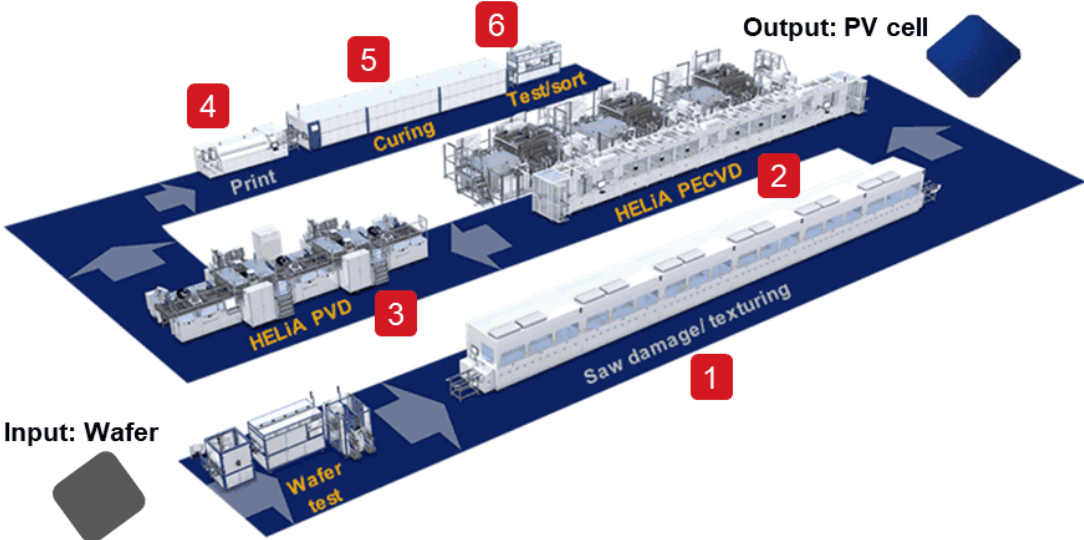 6
Output: PV cell
5
4
Test/sort
Curing
Print
2
HELiA PECVD
3
HELiA PVD
Saw damage/ texturing
1
Input: Wafer
Wafer
test